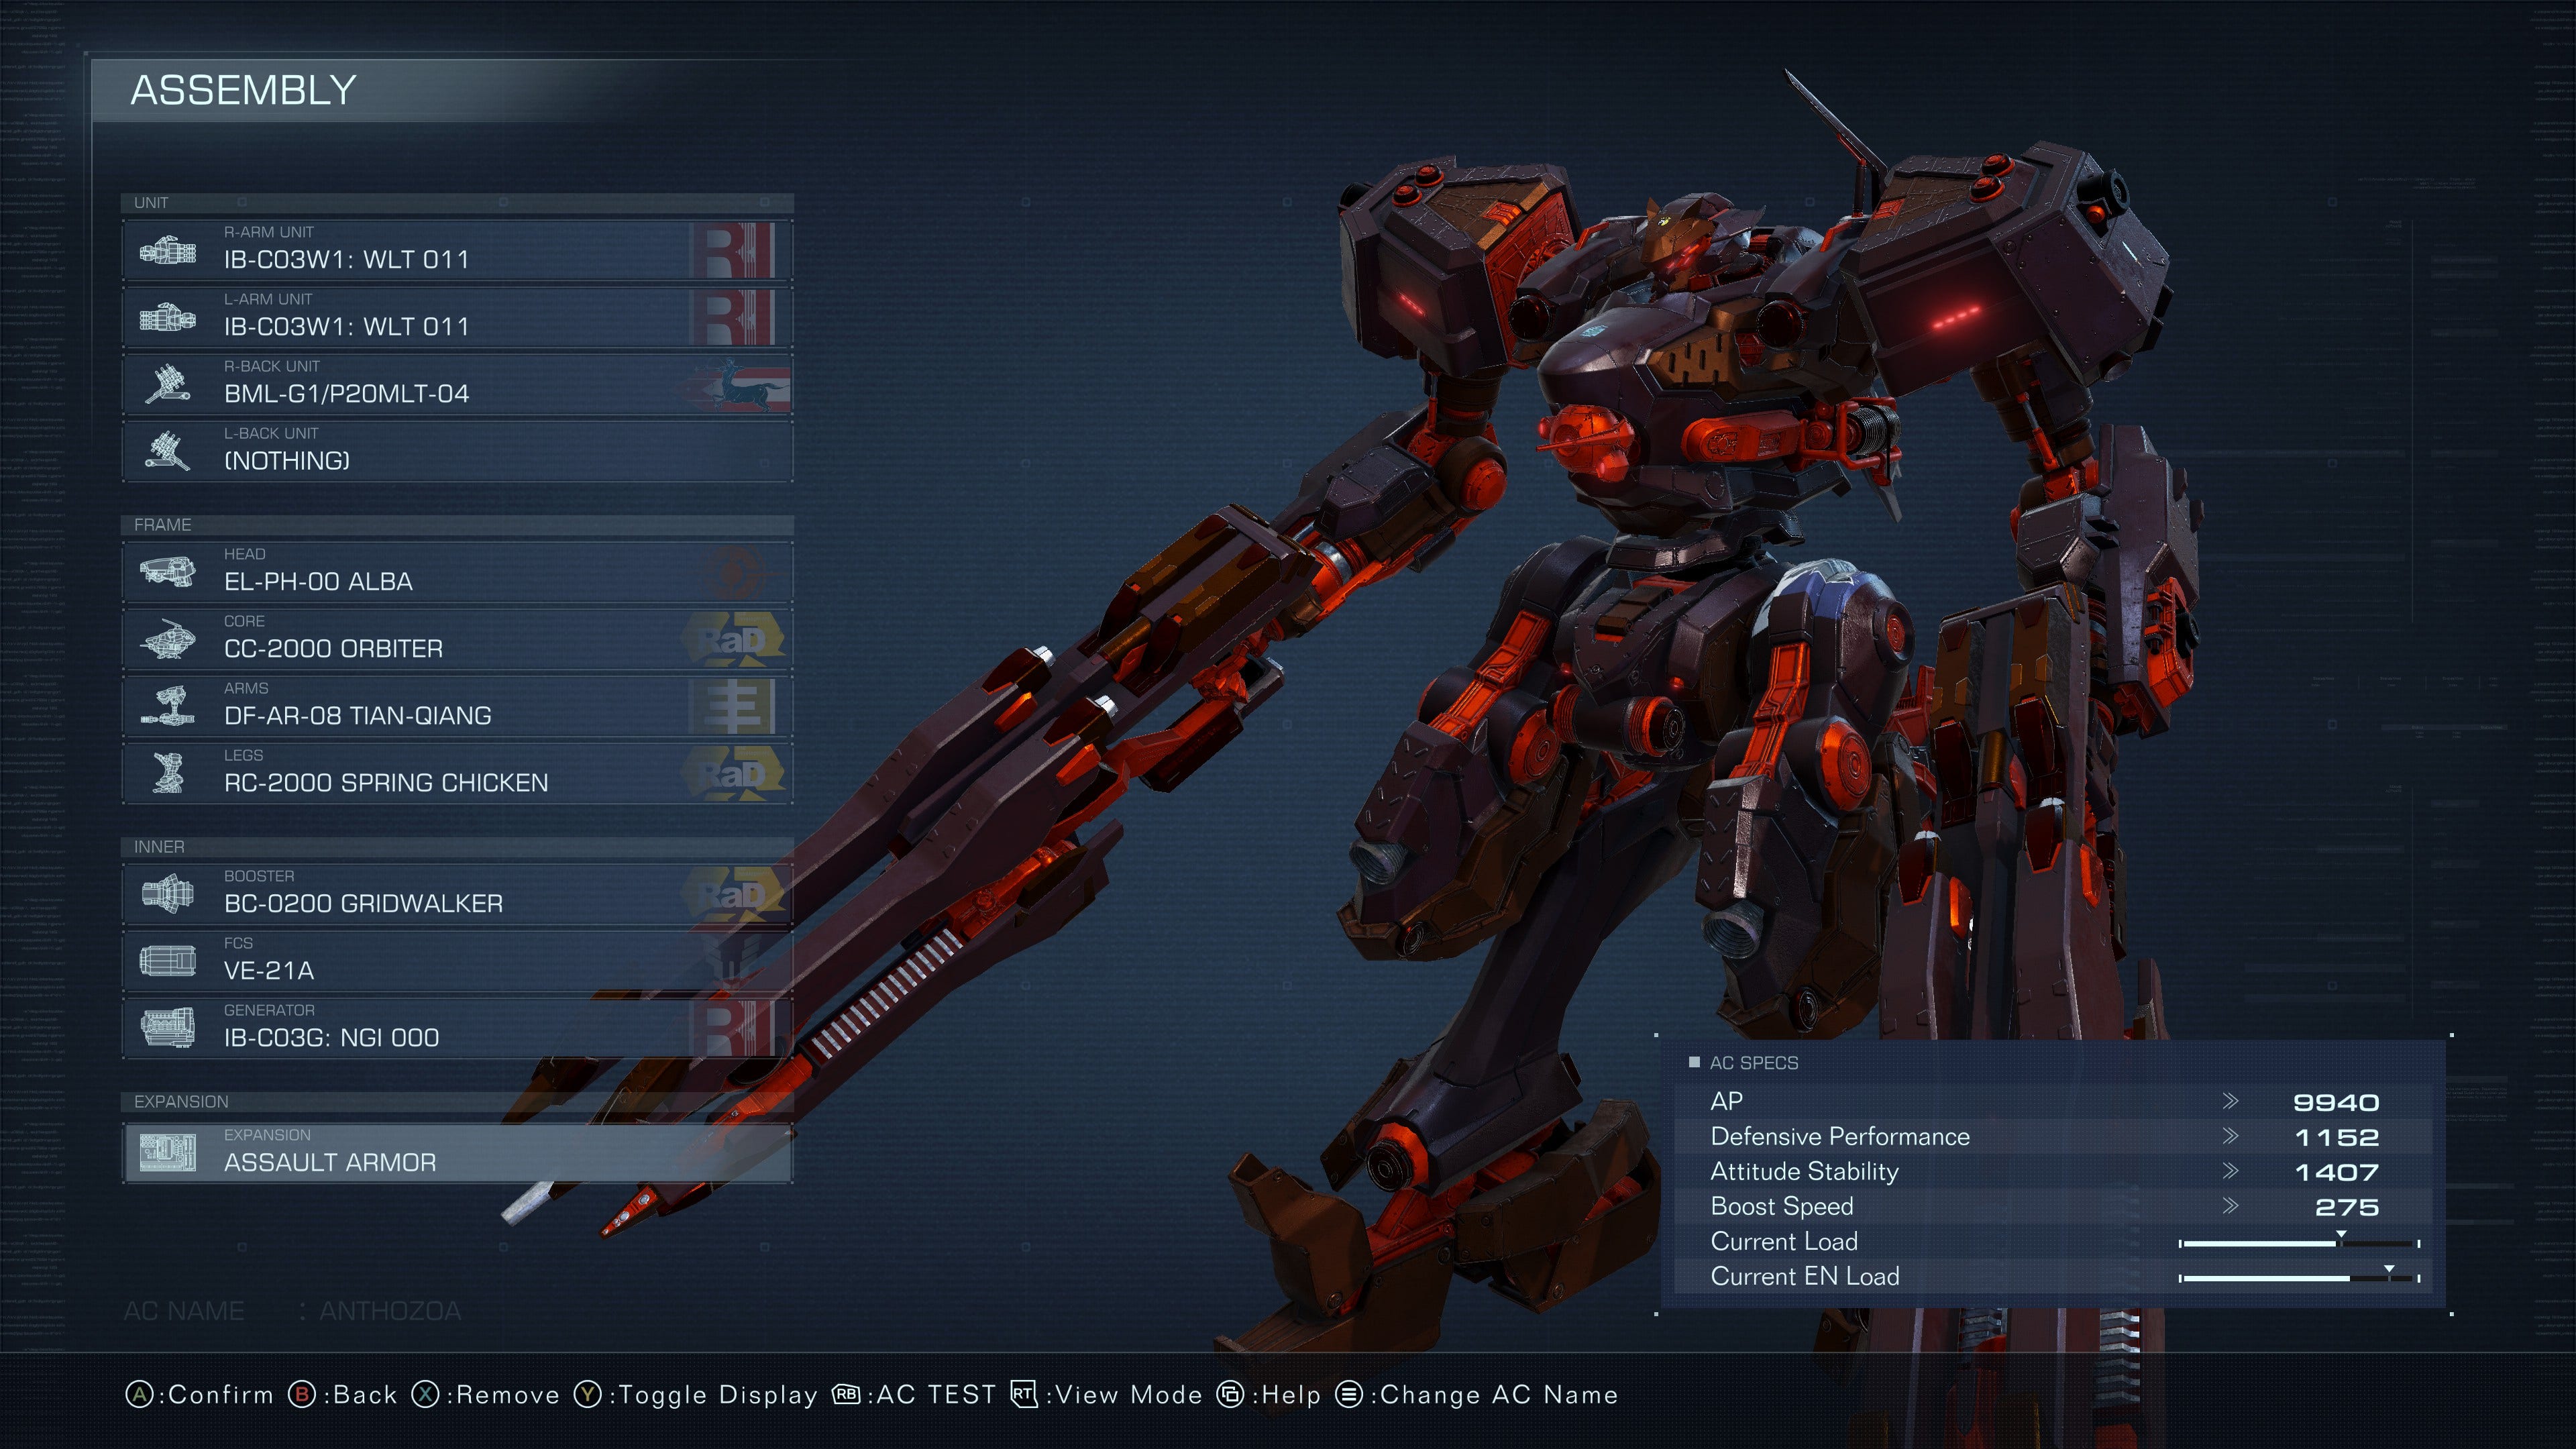 ASSEMBLY
UNIT
R-ARM UNIT
IB-C03W1: WLT 011
L-ARM UNIT
IB-C03W1: WLT 011
R-BACK UNIT
BML-G1/P20MLT-04
L-BACK UNIT
(NOTHING)
FRAME
HEAD
EL-PH-00 ALBA
CORE
CC-2000 ORBITER
RaD
ARMS
DF-AR-08 TIAN-QIANG
LEGS
RC-2000 SPRING CHICKEN
RaD
INNER
BOOSTER
BC-0200 GRIDWALKER
RaD
FCS
VE-21A
GENERATOR
IB-C03G: NGI 000
EXPANSION
EXPANSION
ASSAULT ARMOR
AC SPECS
AP 9940
Defensive Performance 1152
Attitude Stability 1407
Boost Speed 275
Current Load
Current EN Load
AC NAME : ANTHOZOA
A:Confirm B:Back X:Remove Y:Toggle Display RB:AC TEST RT:View Mode :Help :Change AC Name